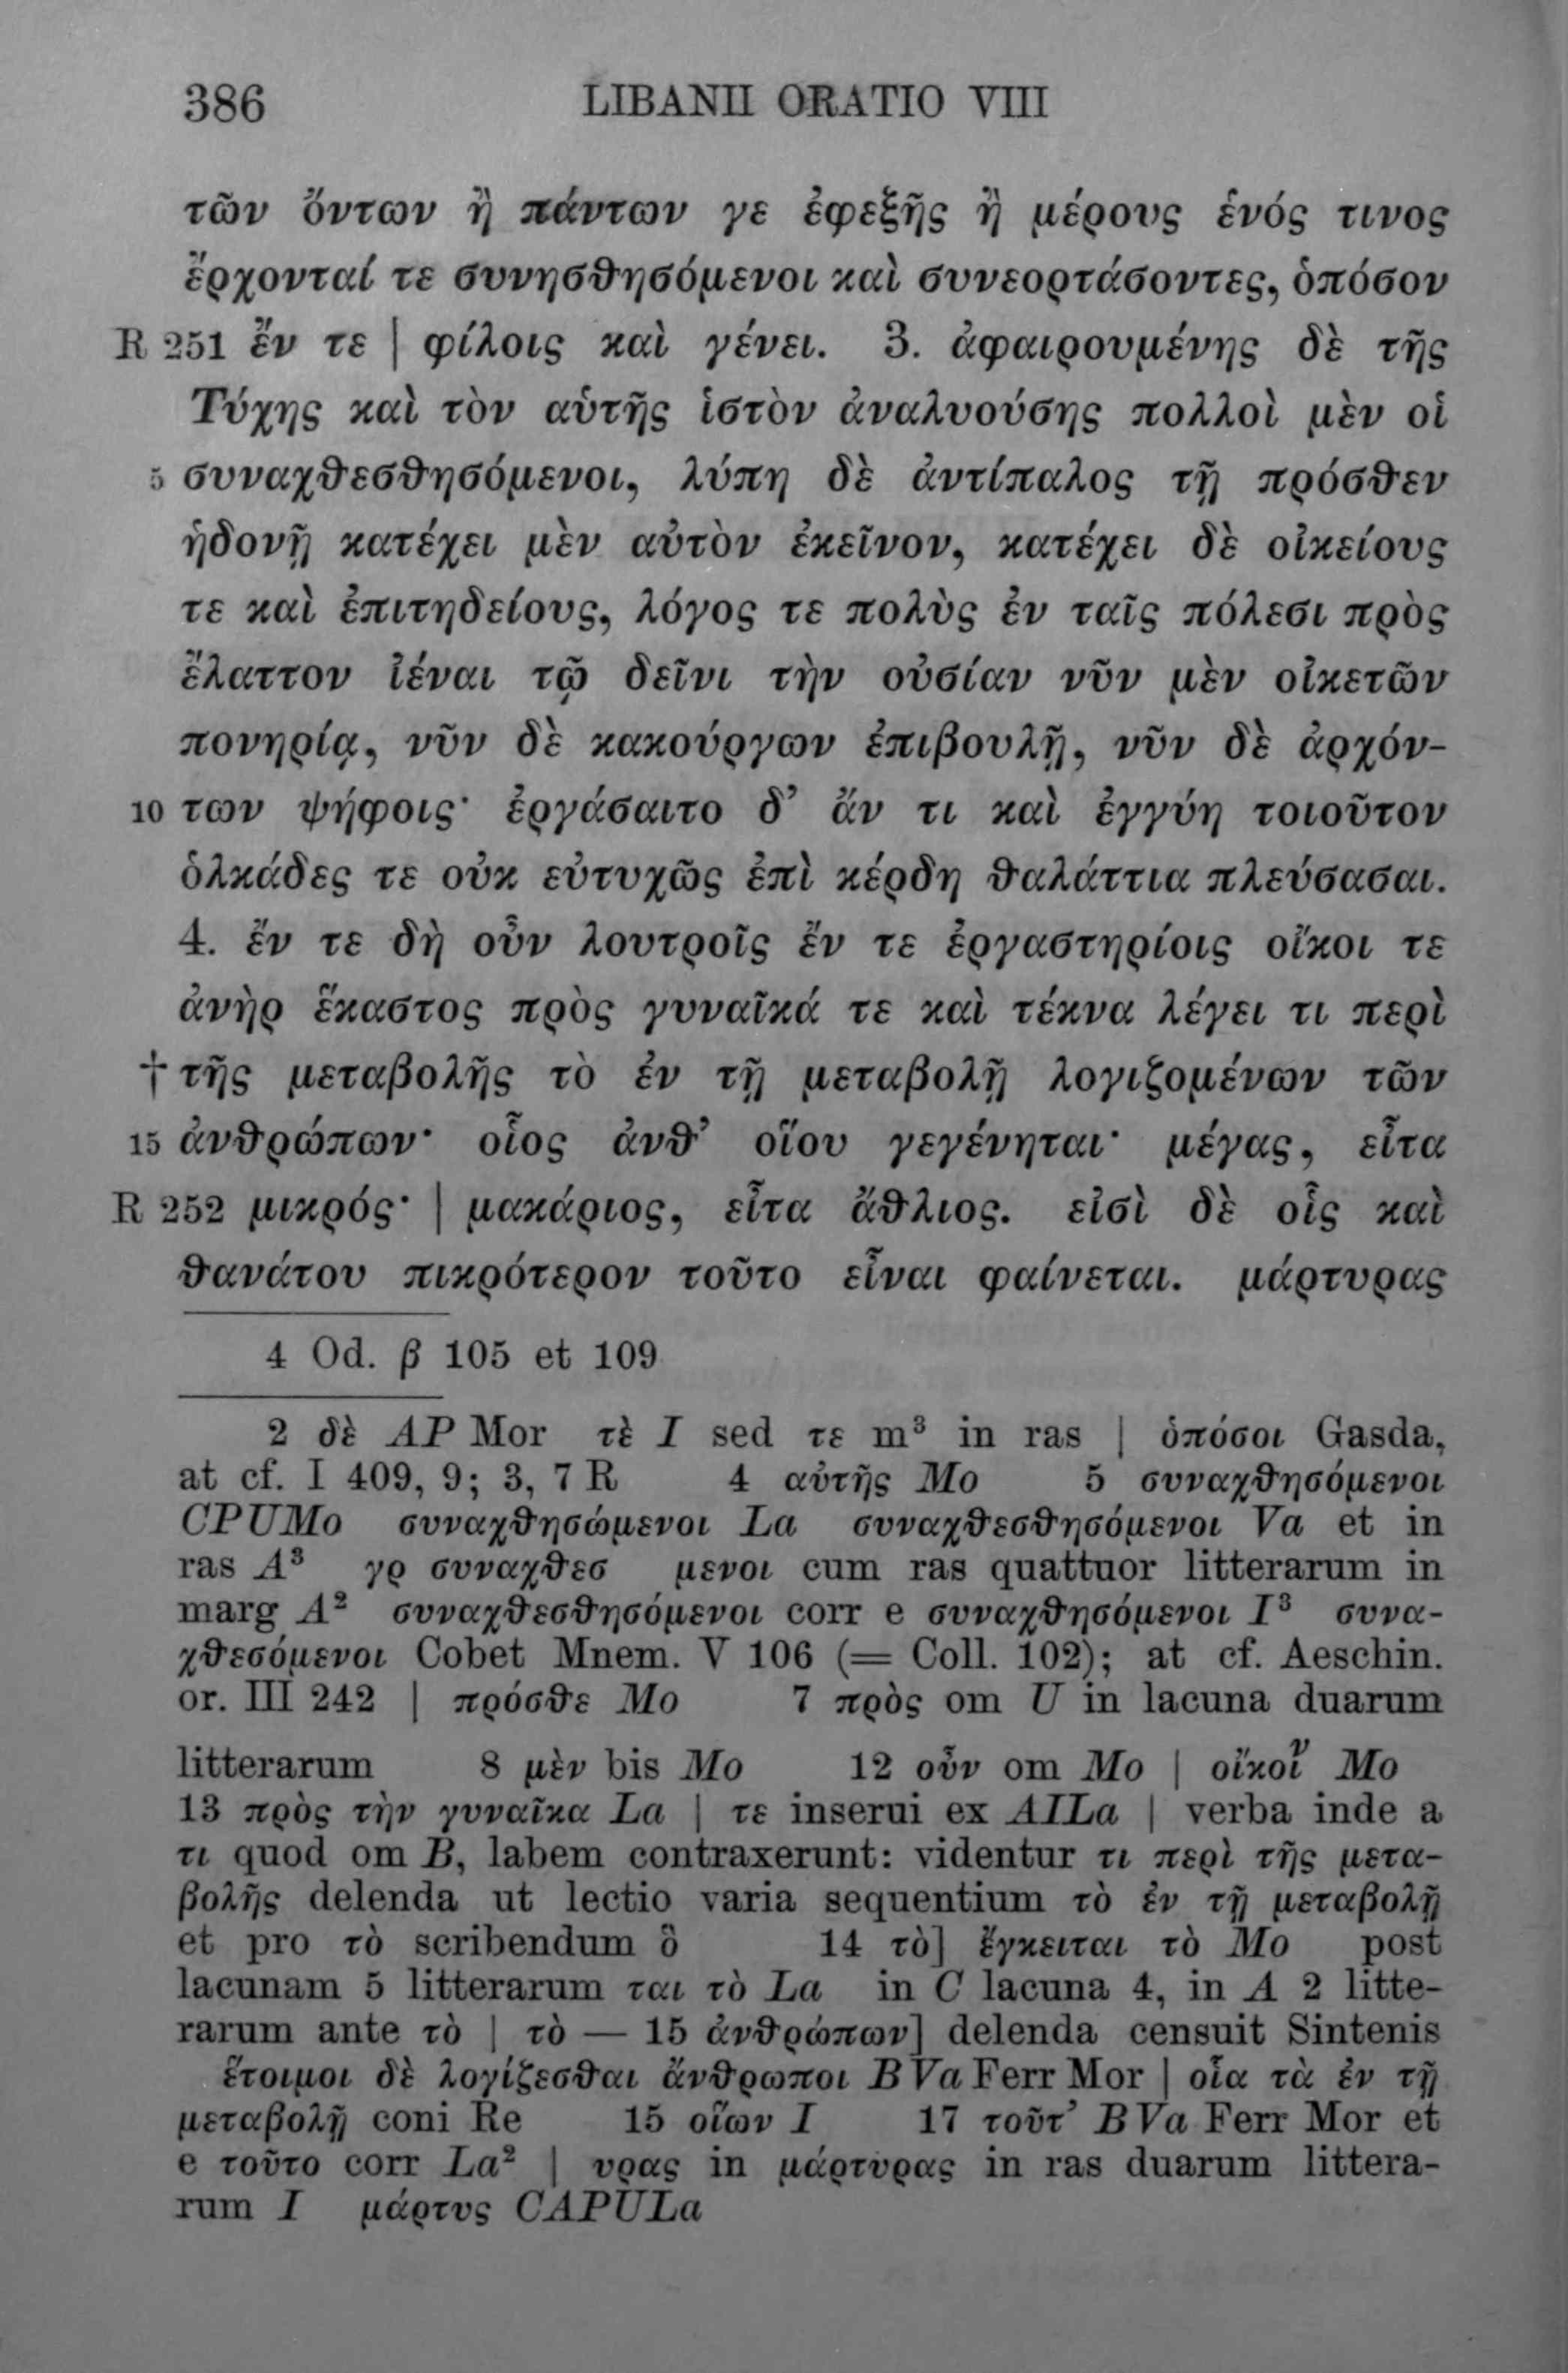 386 LIBANII ORATIO VIII
τῶν ὄντων ἢ πάντων γε ἐφεξῆς ἢ μέρους ἑνός τινος
ἔρχονταί τε συνησθησόμενοι καὶ συνεορτάσοντες, ὁπόσον
R 251 ἔν τε | φίλοις καὶ γένει. 3. ἀφαιρουμένης δὲ τῆς
Τύχης καὶ τὸν αὑτῆς ἱστὸν ἀναλυούσης πολλοὶ μὲν οἱ
5 συναχθεσθησόμενοι, λύπη δὲ ἀντίπαλος τῇ πρόσθεν
ἡδονῇ κατέχει μὲν αὐτὸν ἐκεῖνον, κατέχει δὲ οἰκείους
τε καὶ ἐπιτηδείους, λόγος τε πολὺς ἐν ταῖς πόλεσι πρὸς
ἔλαττον ἰέναι τῷ δεῖνι τὴν οὐσίαν νῦν μὲν οἰκετῶν
πονηρίᾳ, νῦν δὲ κακούργων ἐπιβουλῇ, νῦν δὲ ἀρχόν-
10 των ψήφοις· ἐργάσαιτο δ’ ἄν τι καὶ ἐγγύη τοιοῦτον
ὁλκάδες τε οὐκ εὐτυχῶς ἐπὶ κέρδη θαλάττια πλεύσασαι.
4. ἔν τε δὴ οὖν λουτροῖς ἔν τε ἐργαστηρίοις οἴκοι τε
ἀνὴρ ἕκαστος πρὸς γυναῖκά τε καὶ τέκνα λέγει τι περὶ
† τῆς μεταβολῆς τὸ ἐν τῇ μεταβολῇ λογιζομένων τῶν
15 ἀνθρώπων· οἷος ἀνθ’ οἵου γεγένηται· μέγας, εἶτα
R 252 μικρός· | μακάριος, εἶτα ἄθλιος. εἰσὶ δὲ οἷς καὶ
θανάτου πικρότερον τοῦτο εἶναι φαίνεται. μάρτυρας
4 Od. β 105 et 109
2 δὲ AP Mor τὲ I sed τε m³ in ras | ὁπόσοι Gasda,
at cf. I 409, 9; 3, 7 R 4 αὐτῆς Mo 5 συναχθησόμενοι
CPUMo συναχθησώμενοι La συναχθεσθησόμενοι Va et in
ras A³ γρ συναχθεσ μενοι cum ras quattuor litterarum in
marg A² συναχθεσθησόμενοι corr e συναχθησόμενοι I³ συνα-
χθεσόμενοι Cobet Mnem. V 106 (= Coll. 102); at cf. Aeschin.
or. III 242 | πρόσθε Mo 7 πρὸς om U in lacuna duarum
litterarum 8 μὲν bis Mo 12 οὖν om Mo | οἴκοῖν Mo
13 πρὸς τὴν γυναῖκα La | τε inserui ex AILa | verba inde a
τι quod om B, labem contraxerunt: videntur τι περὶ τῆς μετα-
βολῆς delenda ut lectio varia sequentium τὸ ἐν τῇ μεταβολῇ
et pro τὸ scribendum ὃ 14 τὸ] ἔγκειται τὸ Mo post
lacunam 5 litterarum ται τὸ La in C lacuna 4, in A 2 litte-
rarum ante τὸ | τὸ — 15 ἀνθρώπων] delenda censuit Sintenis
ἕτοιμοι δὲ λογίζεσθαι ἄνθρωποι BVa Ferr Mor | οἷα τὰ ἐν τῇ
μεταβολῇ coni Re 15 οἵων I 17 τοῦτ’ BVa Ferr Mor et
e τοῦτο corr La² | υρας in μάρτυρας in ras duarum littera-
rum I μάρτυς CAPULa